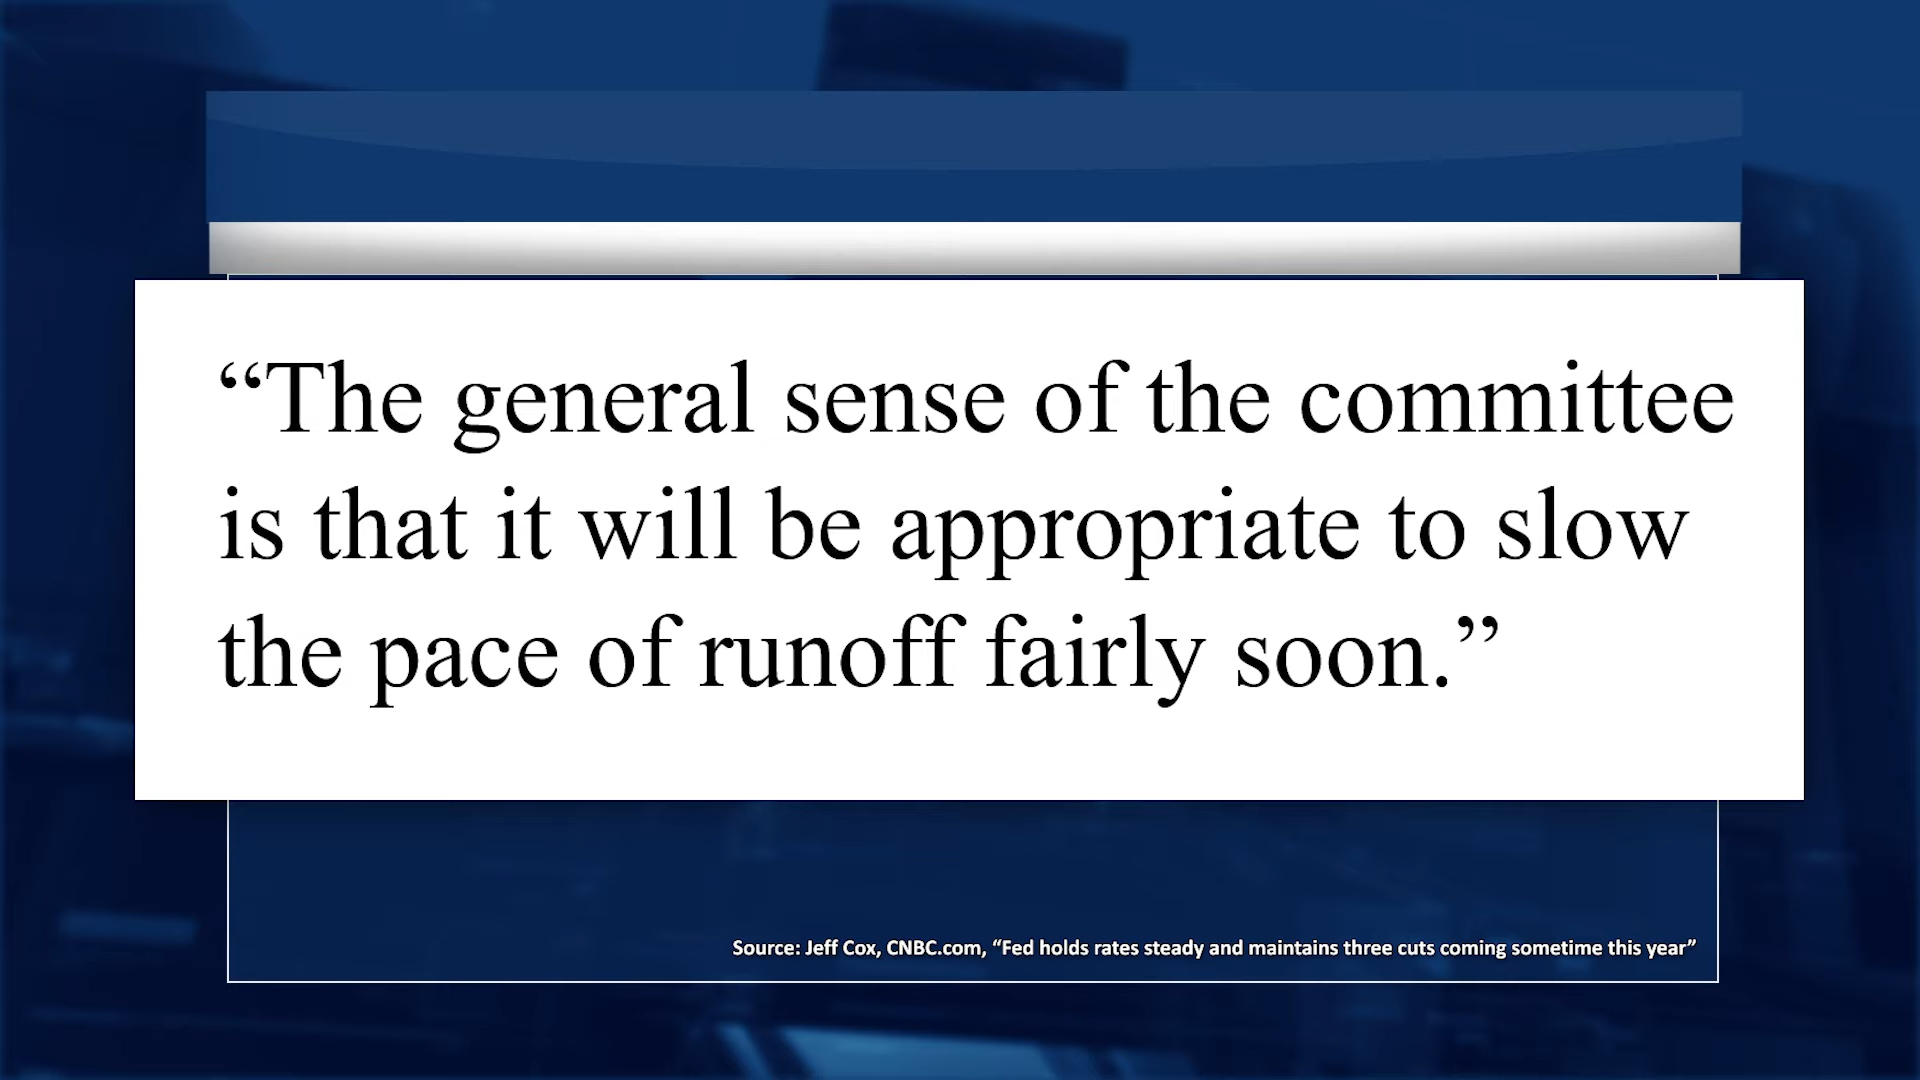 “The general sense of the committee
is that it will be appropriate to slow
the pace of runoff fairly soon.”
Source: Jeff Cox, CNBC.com, “Fed holds rates steady and maintains three cuts coming sometime this year”